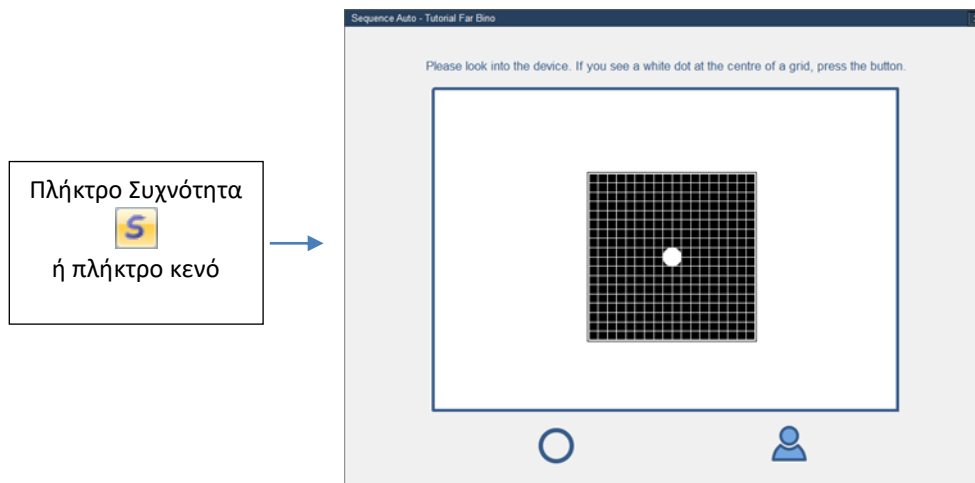 Sequence Auto - Tutorial Far Bino
Please look into the device. If you see a white dot at the centre of a grid, press the button.
Πλήκτρο Συχνότητα
S
ή πλήκτρο κενό